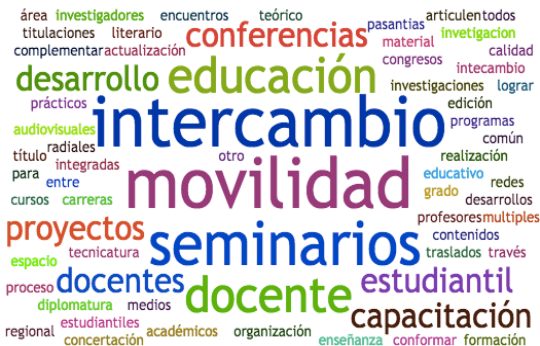 área investigadores encuentros teórico pasantias articulen todos
titulaciones literario conferencias material invetigacion
complementar actualización congresos calidad
desarrollo educación intecambio
prácticos investigaciones lograr
audiovisuales intercambio edición
radiales programas
título integradas otro común
para entre movilidad realización
cursos carreras educativo redes
grado desarrollos
proyectos seminarios profesores multiples
tecnicatura contenidos
espacio traslados través
proceso docentes docente estudiantil
diplomatura medios capacitación
estudiantiles
regional concertación académicos organización enseñanza conformar formación